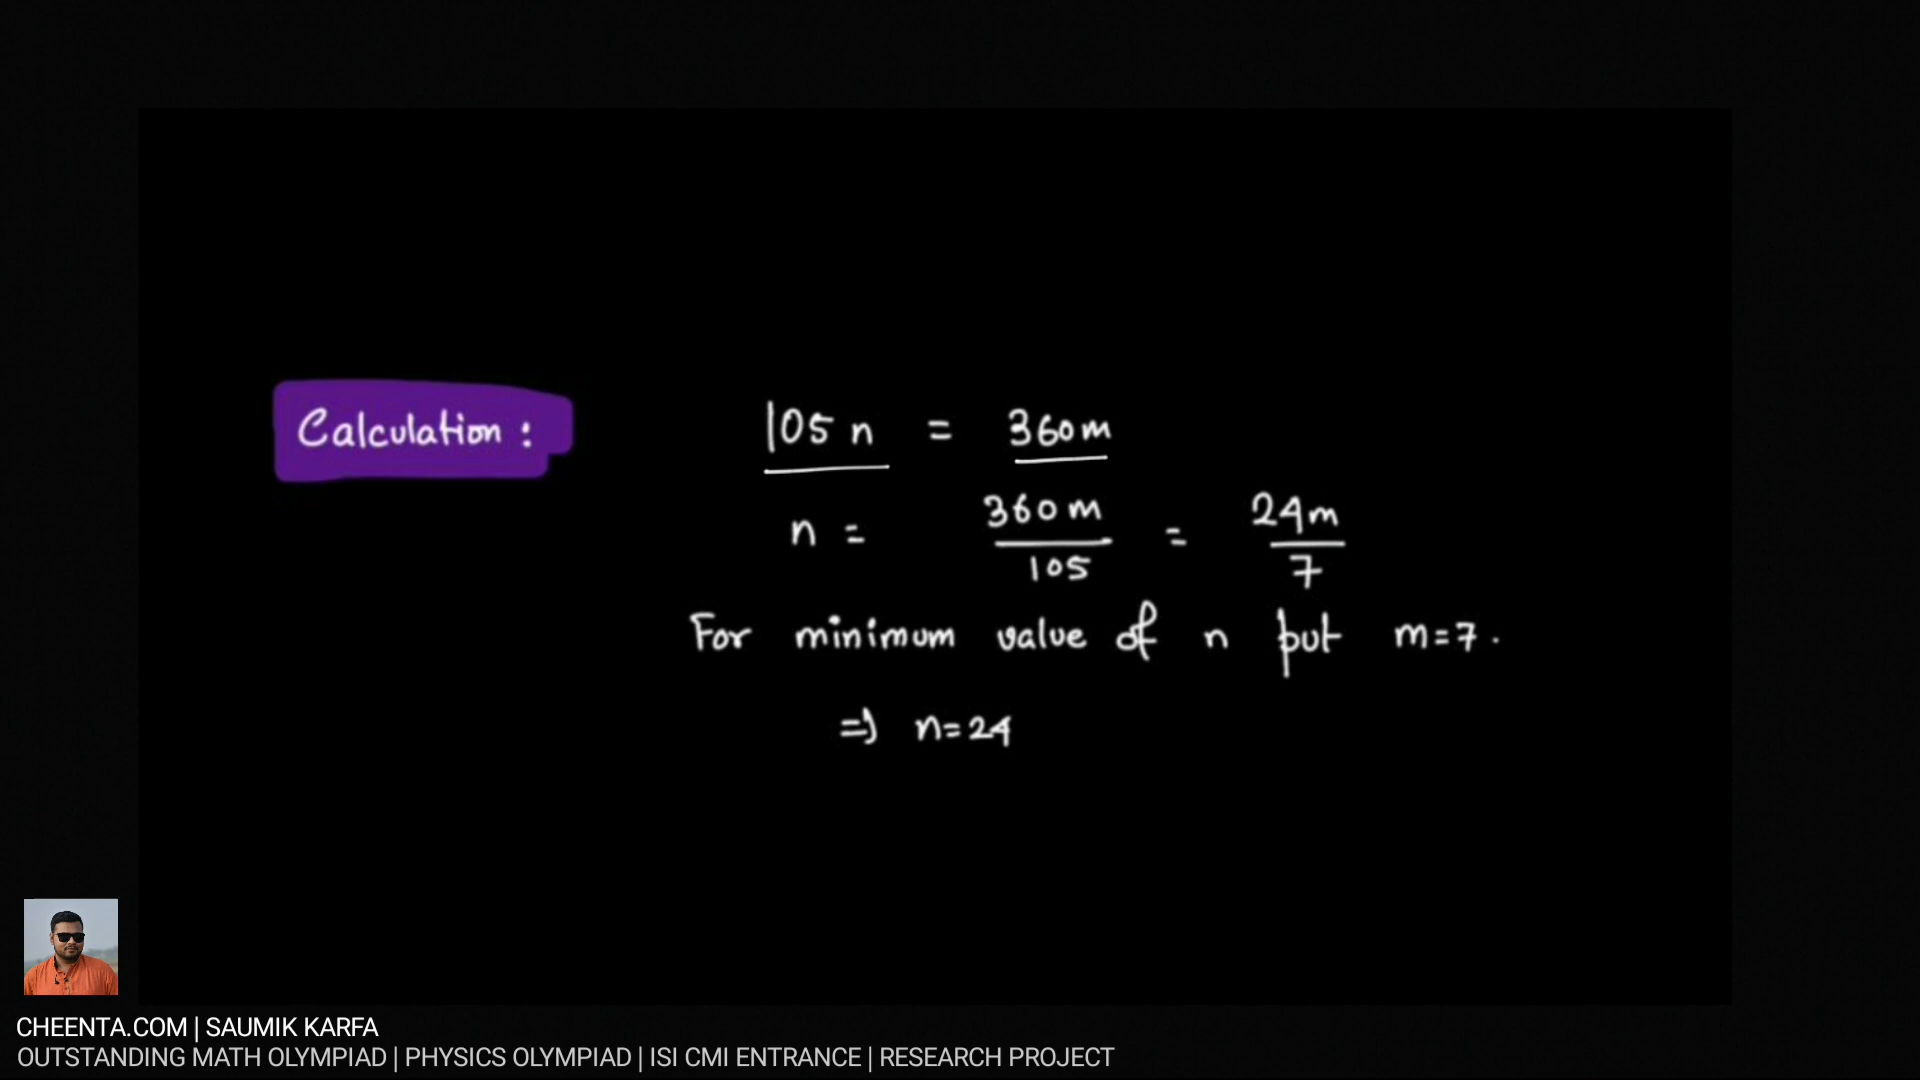 Calculation :
105 n = 360m
n = 360m/105 = 24m/7
For minimum value of n put m=7.
=> n=24
CHEENTA.COM | SAUMIK KARFA
OUTSTANDING MATH OLYMPIAD | PHYSICS OLYMPIAD | ISI CMI ENTRANCE | RESEARCH PROJECT